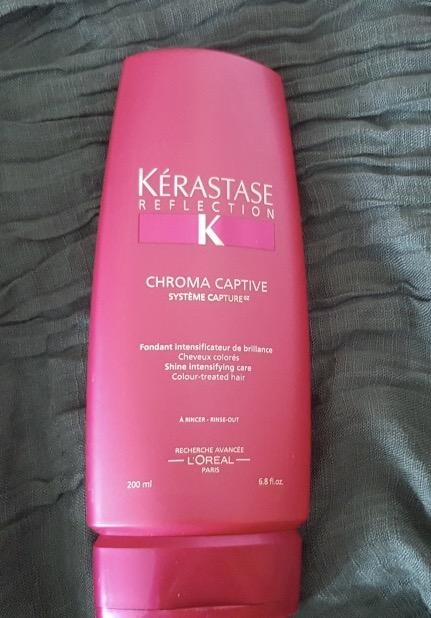 KÉRASTASE
REFLECTION
K
CHROMA CAPTIVE
SYSTÈME CAPTURE O2
Fondant intensificateur de brillance
Cheveux colorés
Shine intensifying care
Colour-treated hair
À RINCER - RINSE-OUT
RECHERCHE AVANCÉE
L'ORÉAL
PARIS
200 ml 6.8 fl.oz.